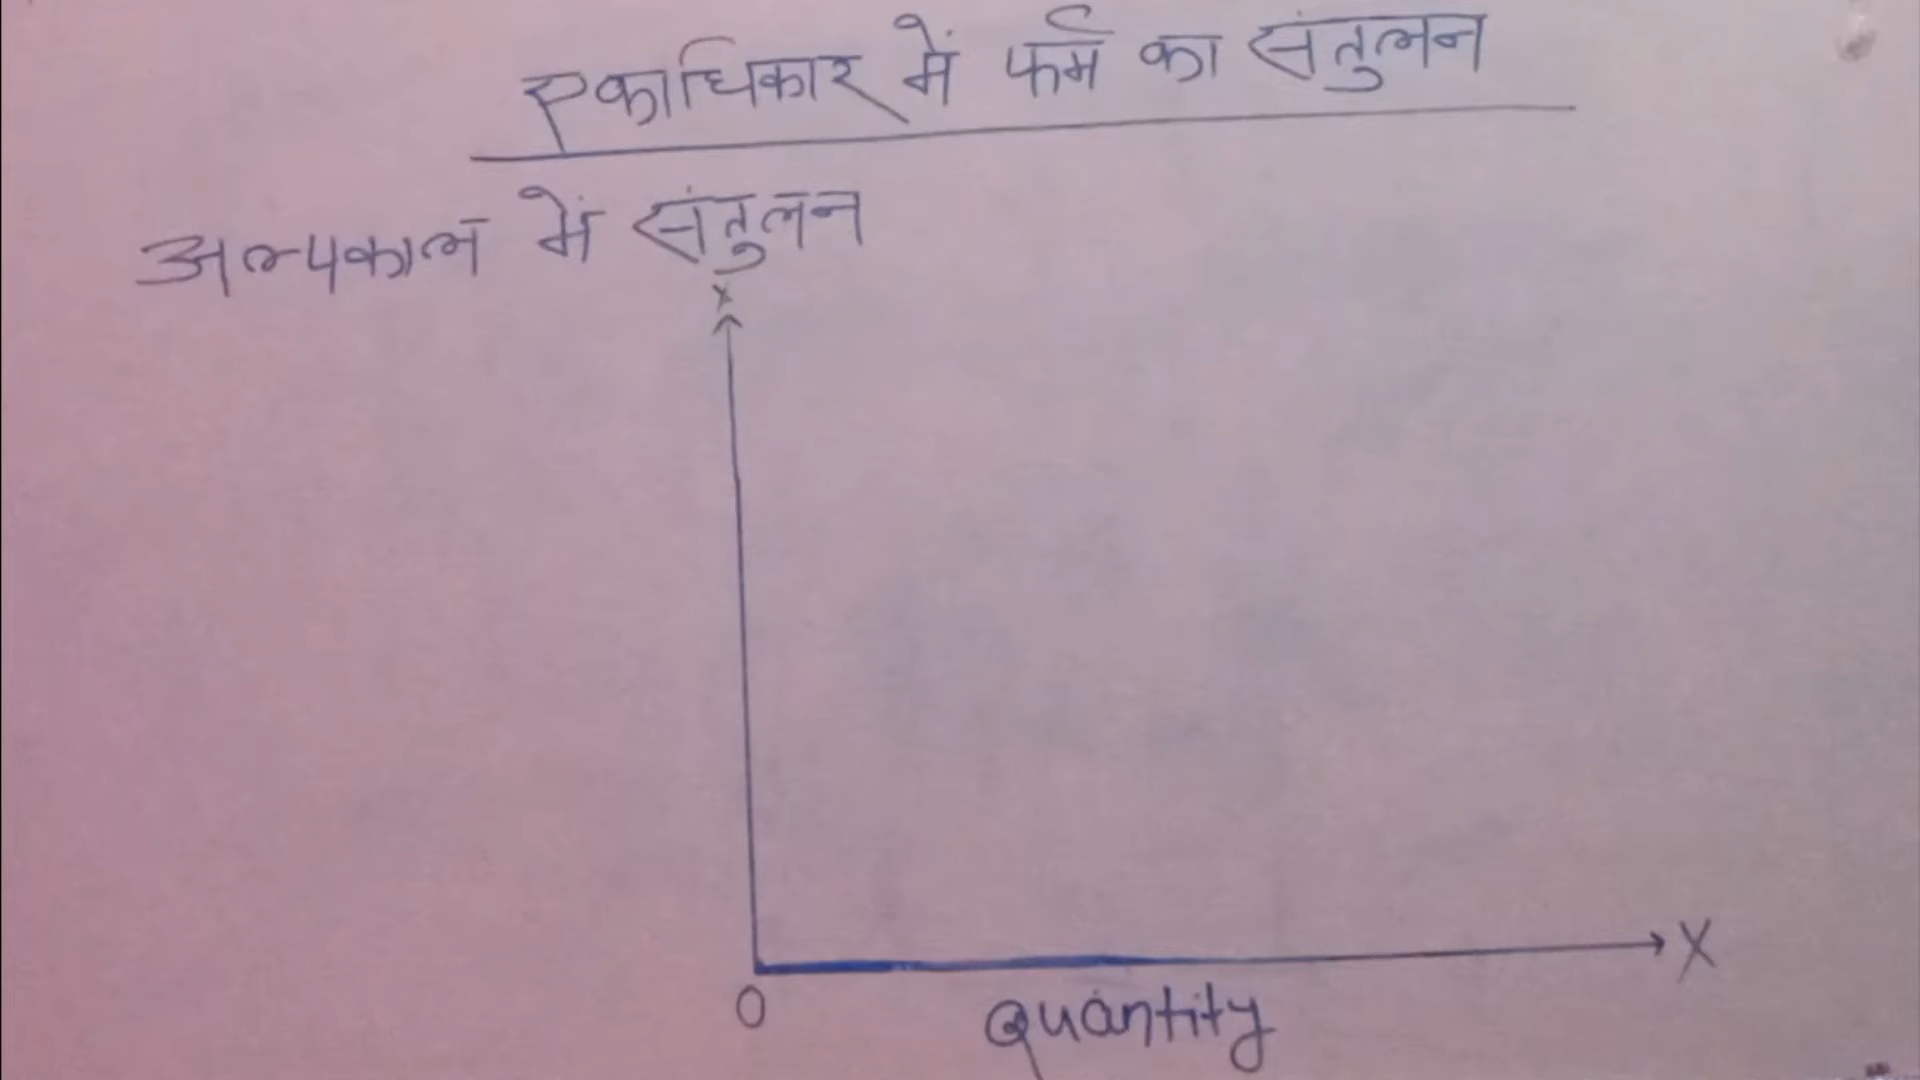 एकाधिकार में फर्म का संतुलन
अल्पकाल में संतुलन
x
X
0
Quantity